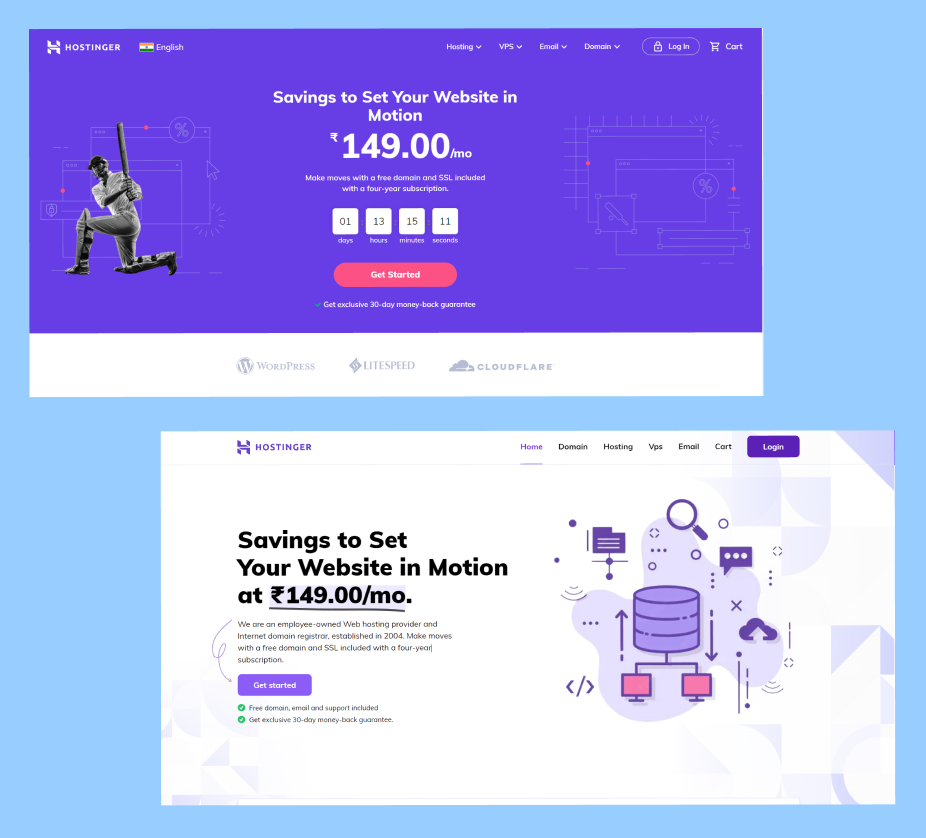 HOSTINGER
English
Hosting
VPS
Email
Domain
Log In
Cart
Savings to Set Your Website in
Motion
₹149.00/mo
Make moves with a free domain and SSL included
with a four-year subscription.
01 13 15 11
days hours minutes seconds
Get Started
Get exclusive 30-day money-back guarantee
WORDPRESS
LITESPEED
CLOUDFLARE
HOSTINGER
Home
Domain
Hosting
Vps
Email
Cart
Login
Savings to Set
Your Website in Motion
at ₹149.00/mo.
We are an employee-owned Web hosting provider and
Internet domain registrar, established in 2004. Make moves
with a free domain and SSL included with a four-year
subscription.
Get started
Free domain, email and support included
Get exclusive 30-day money-back guarantee.